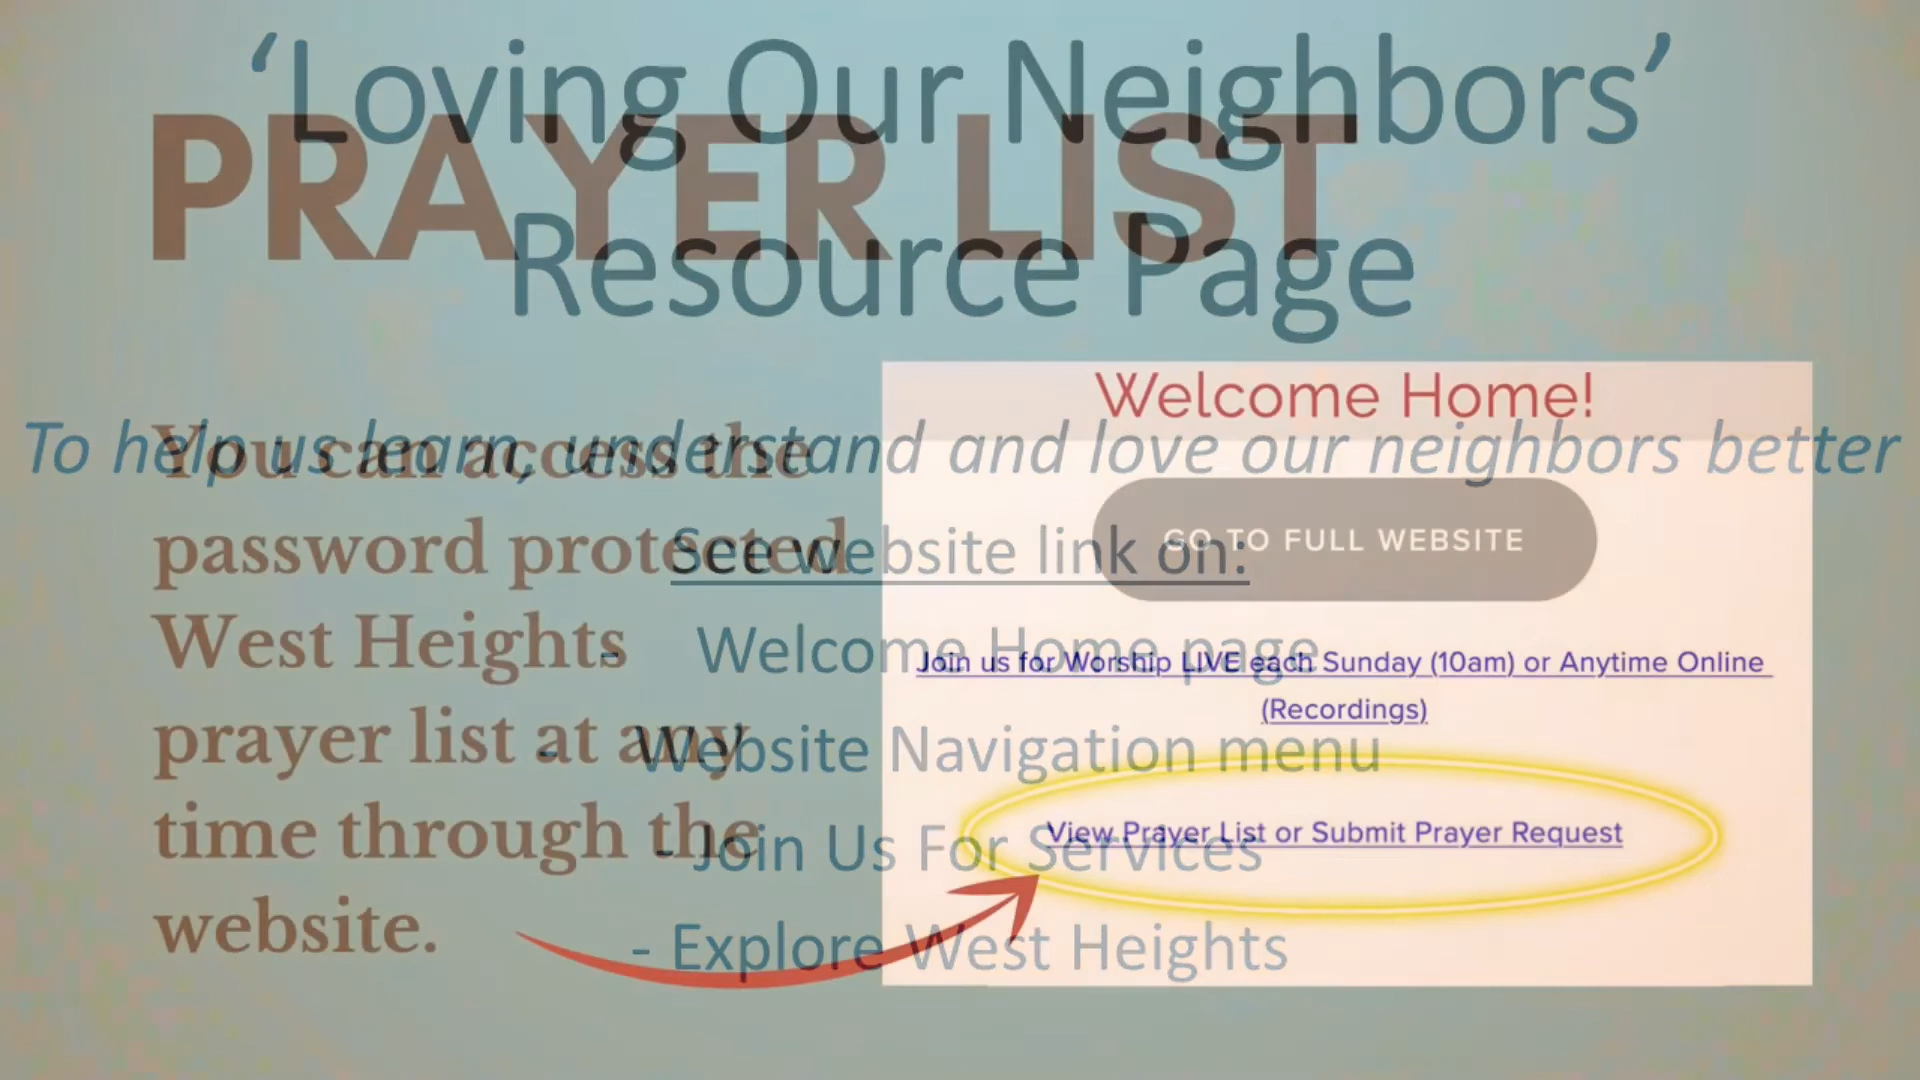 ‘Loving Our Neighbors’
Resource Page
To help us learn, understand and love our neighbors better
See website link on:
- Welcome Home page
- Website Navigation menu
- Join Us For Services
- Explore West Heights
PRAYER LIST
You can access the
password protected
West Heights
prayer list at any
time through the
website.
Welcome Home!
GO TO FULL WEBSITE
Join us for Worship LIVE each Sunday (10am) or Anytime Online
(Recordings)
View Prayer List or Submit Prayer Request